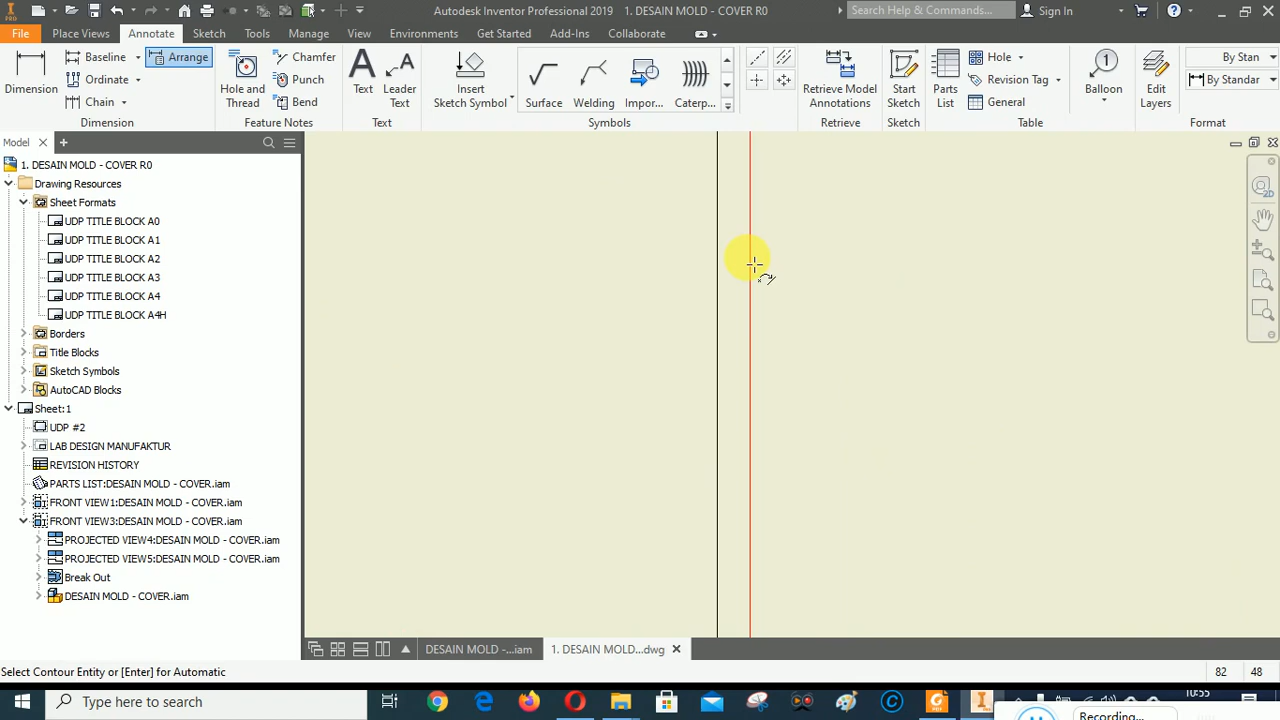 PRO
Autodesk Inventor Professional 2019 1. DESAIN MOLD - COVER R0
Search Help & Commands...
Sign In
File Place Views Annotate Sketch Tools Manage View Environments Get Started Add-Ins Collaborate
Dimension
Baseline
Ordinate
Chain
Arrange
Dimension
Hole and Thread
Chamfer
Punch
Bend
Feature Notes
Text
Leader Text
Text
Insert Sketch Symbol
Surface
Welding
Impor...
Caterp...
Symbols
Retrieve Model Annotations
Retrieve
Start Sketch
Sketch
Parts List
Hole
Revision Tag
General
Table
1
Balloon
Edit Layers
By Stan
By Standar
Format
Model
1. DESAIN MOLD - COVER R0
Drawing Resources
Sheet Formats
UDP TITLE BLOCK A0
UDP TITLE BLOCK A1
UDP TITLE BLOCK A2
UDP TITLE BLOCK A3
UDP TITLE BLOCK A4
UDP TITLE BLOCK A4H
Borders
Title Blocks
Sketch Symbols
AutoCAD Blocks
Sheet:1
UDP #2
LAB DESIGN MANUFAKTUR
REVISION HISTORY
PARTS LIST:DESAIN MOLD - COVER.iam
FRONT VIEW1:DESAIN MOLD - COVER.iam
FRONT VIEW3:DESAIN MOLD - COVER.iam
PROJECTED VIEW4:DESAIN MOLD - COVER.iam
PROJECTED VIEW5:DESAIN MOLD - COVER.iam
Break Out
DESAIN MOLD - COVER.iam
2D
DESAIN MOLD -...iam
1. DESAIN MOLD...dwg
Select Contour Entity or [Enter] for Automatic
82 48
Type here to search
10:55
Recording...